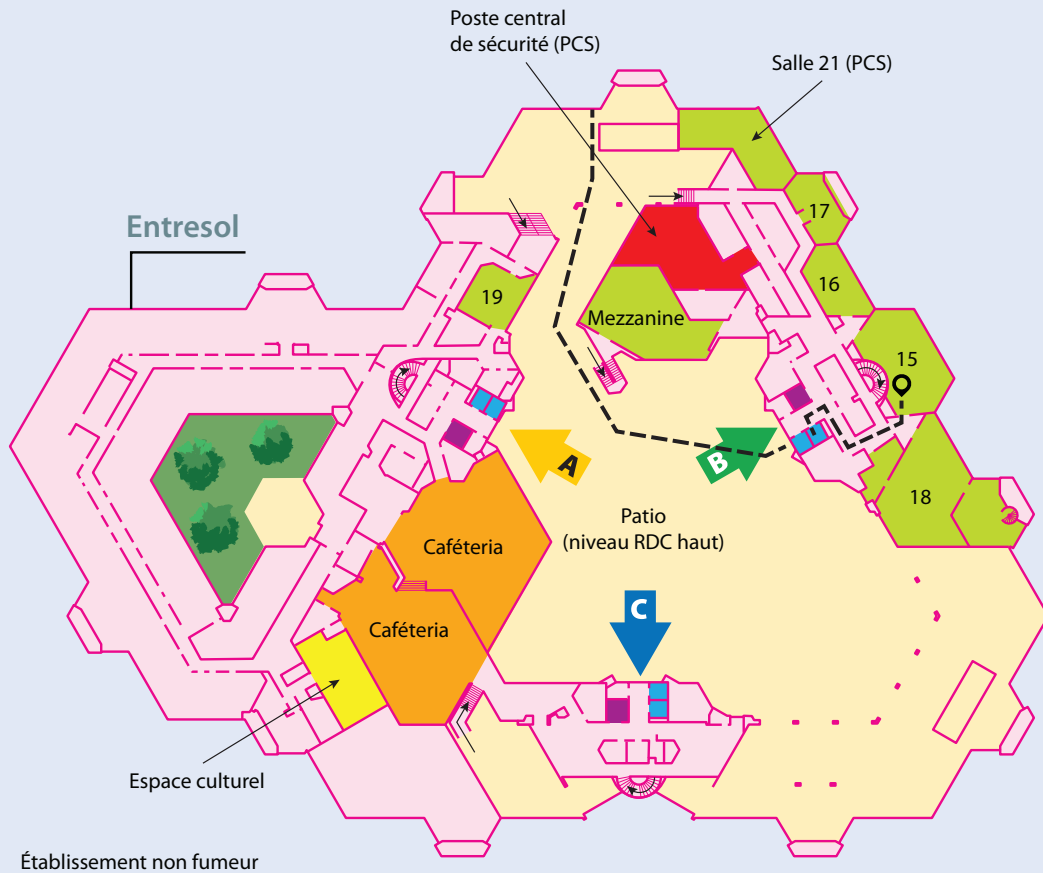 Poste central
de sécurité (PCS)
Salle 21 (PCS)
17
Entresol
16
19
Mezzanine
15
A
B
18
Patio
(niveau RDC haut)
Caféteria
C
Caféteria
Espace culturel
Établissement non fumeur